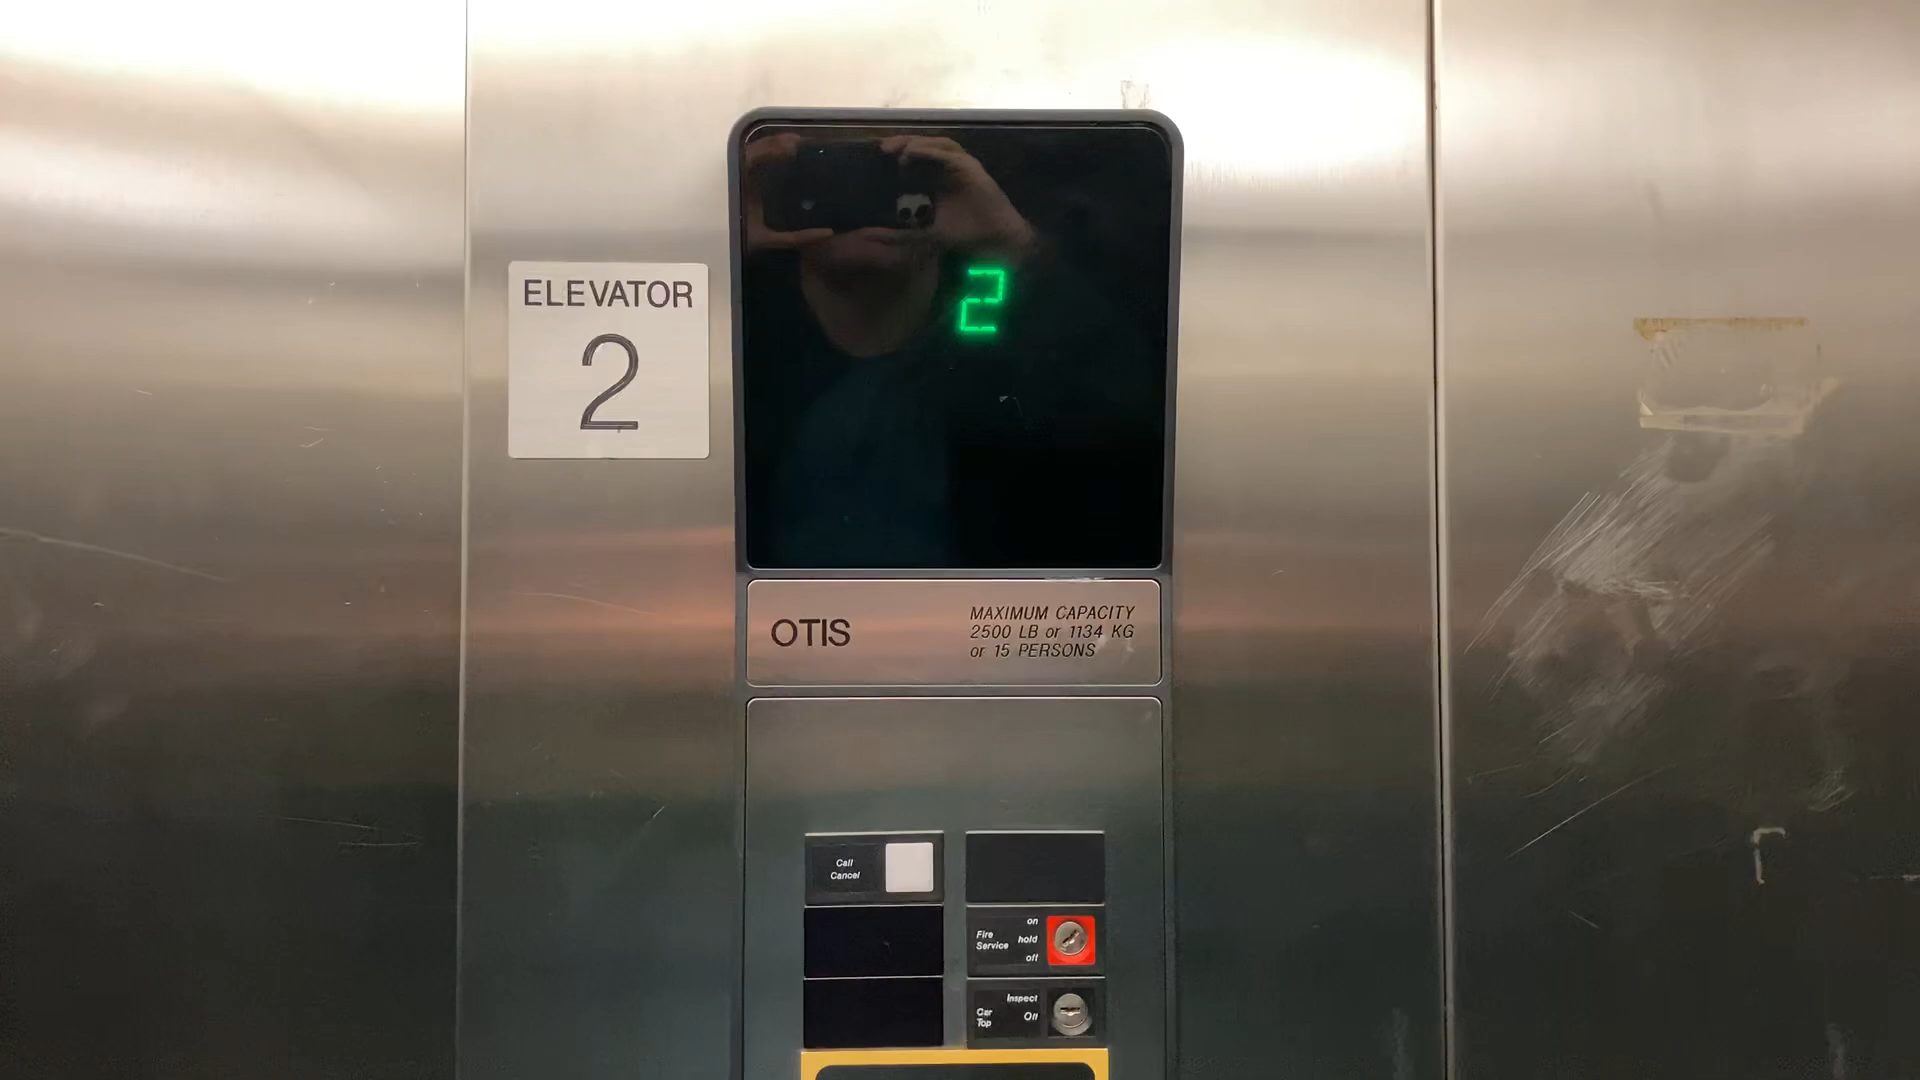 ELEVATOR
2
2
OTIS
MAXIMUM CAPACITY
2500 LB or 1134 KG
or 15 PERSONS
Call
Cancel
on
Fire
Service
hold
off
Inspect
Car
Top
Off